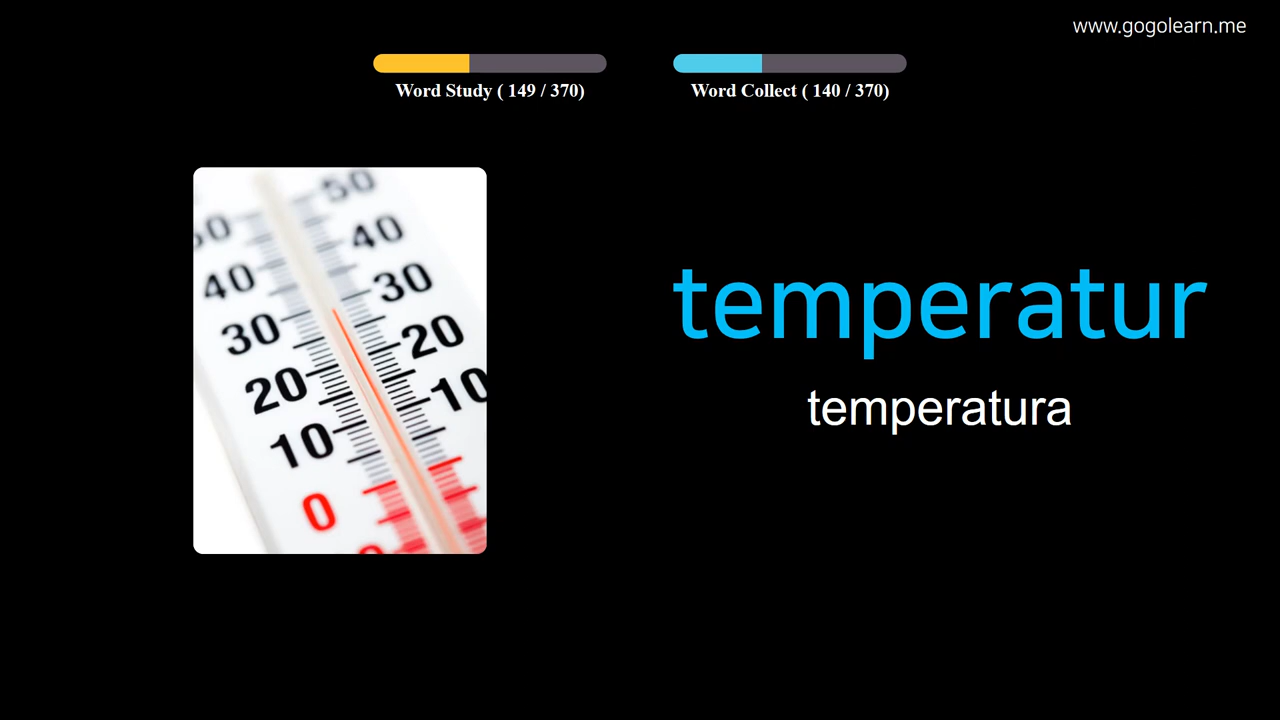 www.gogolearn.me
Word Study ( 149 / 370)
Word Collect ( 140 / 370)
50
40 40
30 30
20 20
10 10
0
temperatur
temperatura